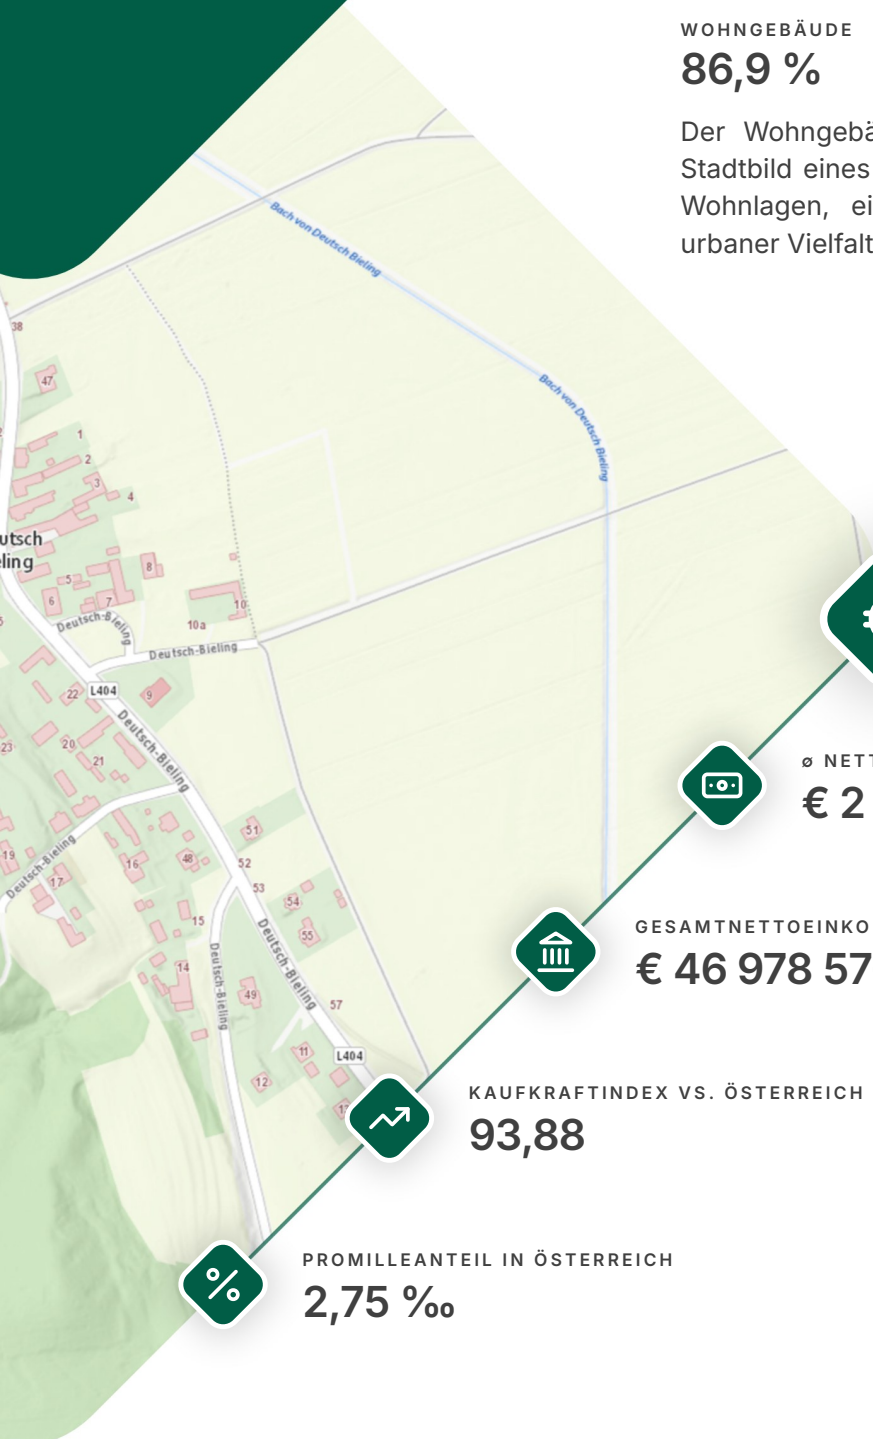 WOHNGEBÄUDE
86,9 %
Der Wohngebä
Stadtbild eines
Wohnlagen, ei
urbaner Vielfalt
Bach von Deutsch Bieling
Bach von Deutsch Bieling
38
47
1
2
3
4
utsch
eling
5
6
7
8
10
10a
Deutsch-Bieling
Deutsch-Bieling
22
L404
9
Deutsch-Bieling
23
20
21
ø NETT
€ 2
19
Deutsch-Bieling
17
16
48
51
52
53
54
55
15
14
Deutsch-Bieling
Deutsch-Bieling
49
57
GESAMTNETTOEINKO
€ 46 978 57
11
L404
12
KAUFKRAFTINDEX VS. ÖSTERREICH
93,88
PROMILLEANTEIL IN ÖSTERREICH
2,75 ‰